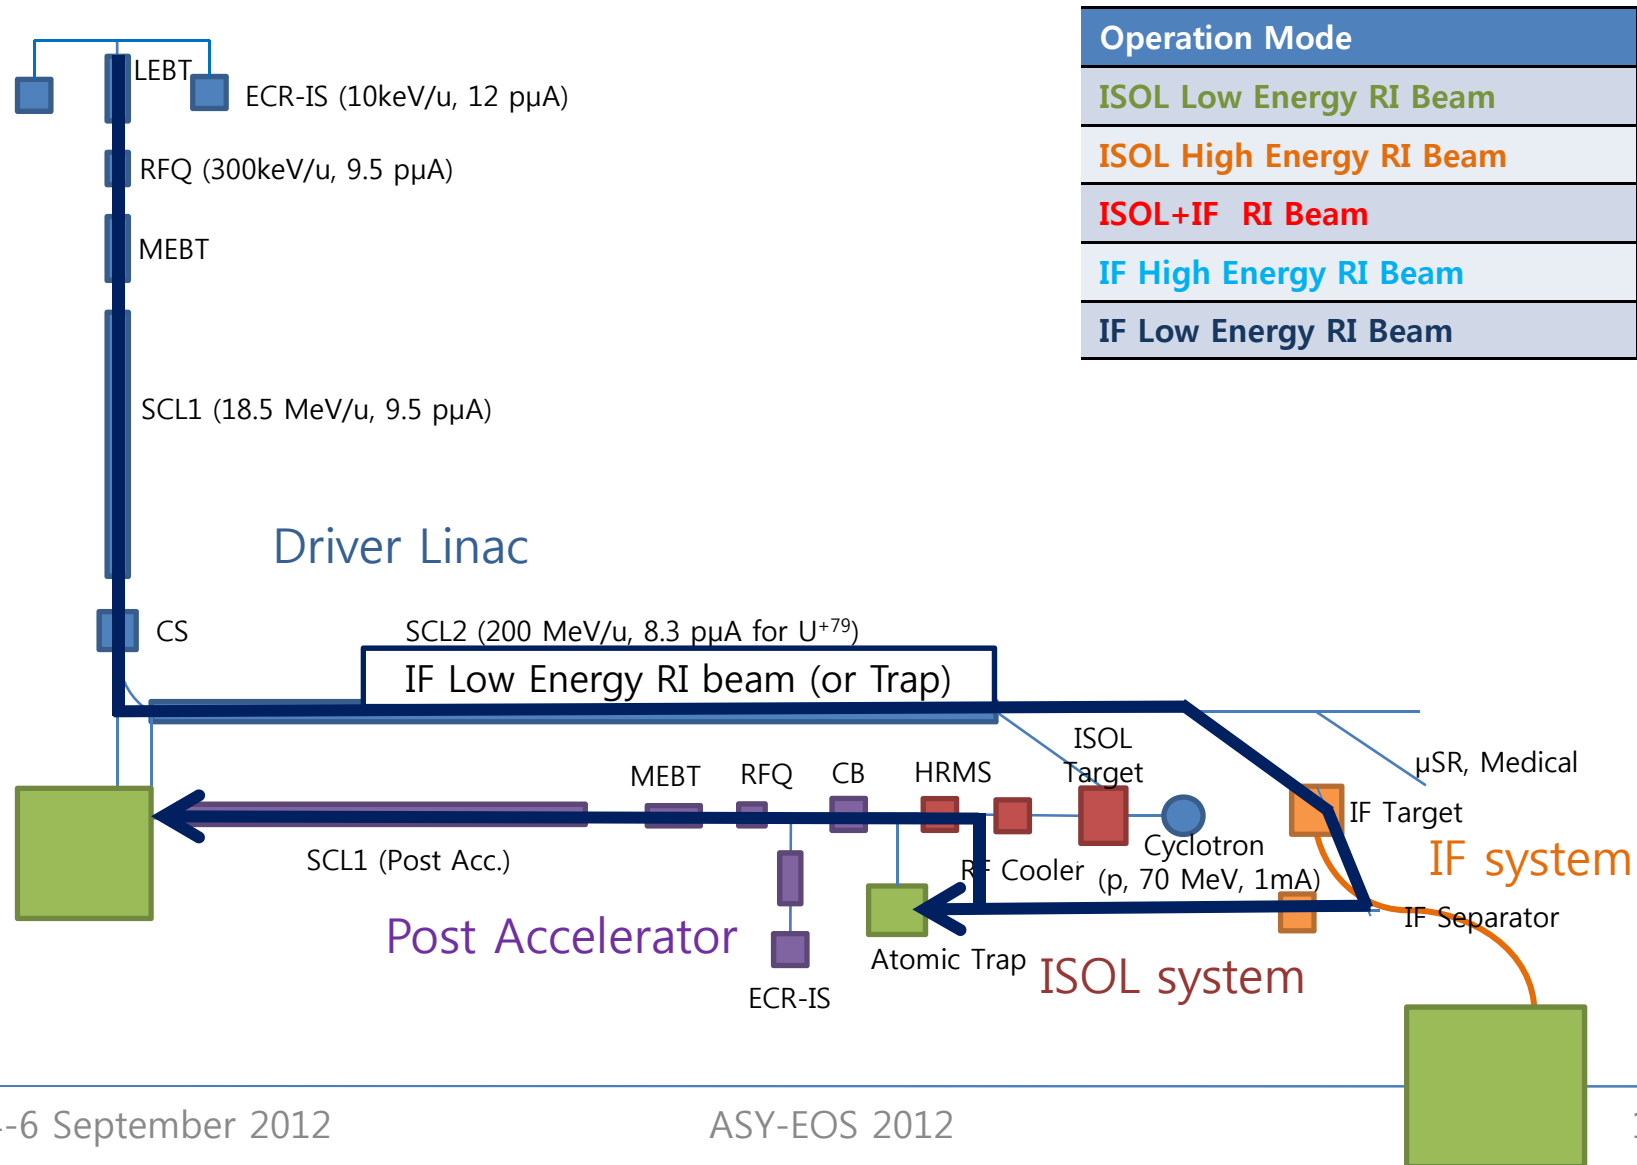 Operation Mode
ISOL Low Energy RI Beam
ISOL High Energy RI Beam
ISOL+IF RI Beam
IF High Energy RI Beam
IF Low Energy RI Beam
LEBT
ECR-IS (10keV/u, 12 pµA)
RFQ (300keV/u, 9.5 pµA)
MEBT
SCL1 (18.5 MeV/u, 9.5 pµA)
Driver Linac
CS
SCL2 (200 MeV/u, 8.3 pµA for U⁺⁷⁹)
IF Low Energy RI beam (or Trap)
ISOL
Target
µSR, Medical
MEBT
RFQ
CB
HRMS
IF Target
SCL1 (Post Acc.)
RF Cooler
Cyclotron
(p, 70 MeV, 1mA)
IF system
IF Separator
Post Accelerator
Atomic Trap
ISOL system
ECR-IS
-6 September 2012
ASY-EOS 2012